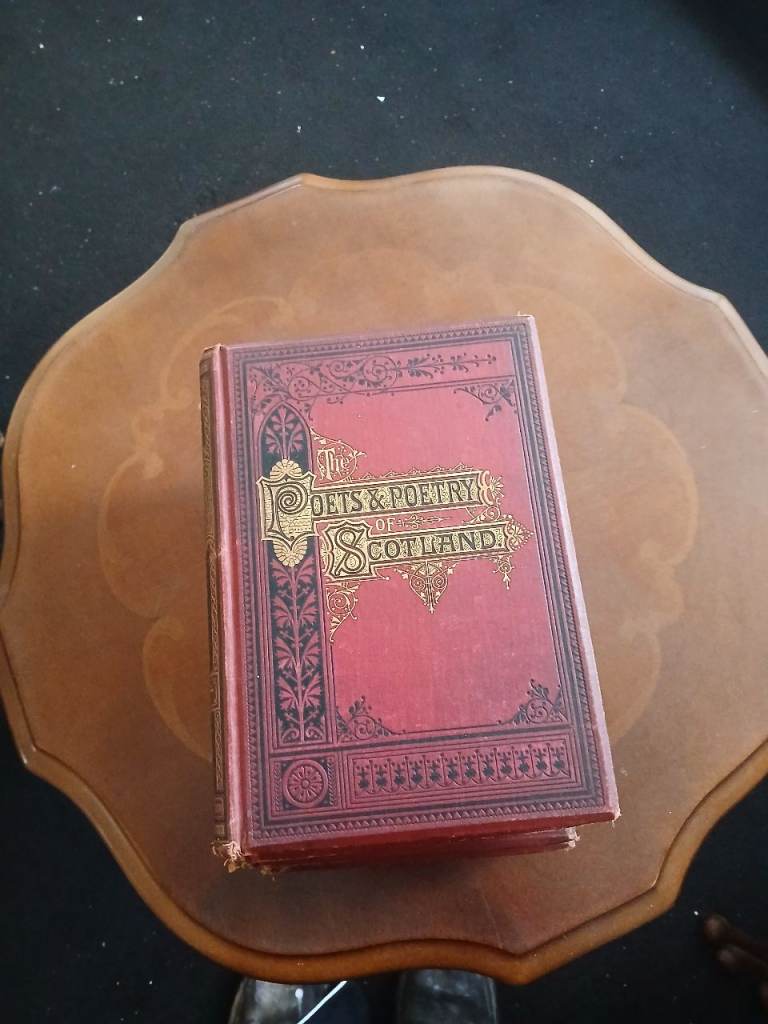 The
POETS & POETRY
OF
SCOTLAND.